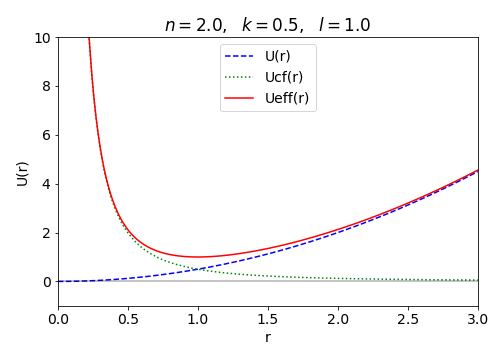 n = 2.0, k = 0.5, l = 1.0
U(r)
Ucf(r)
Ueff(r)
U(r)
10
8
6
4
2
0
0.0 0.5 1.0 1.5 2.0 2.5 3.0
r